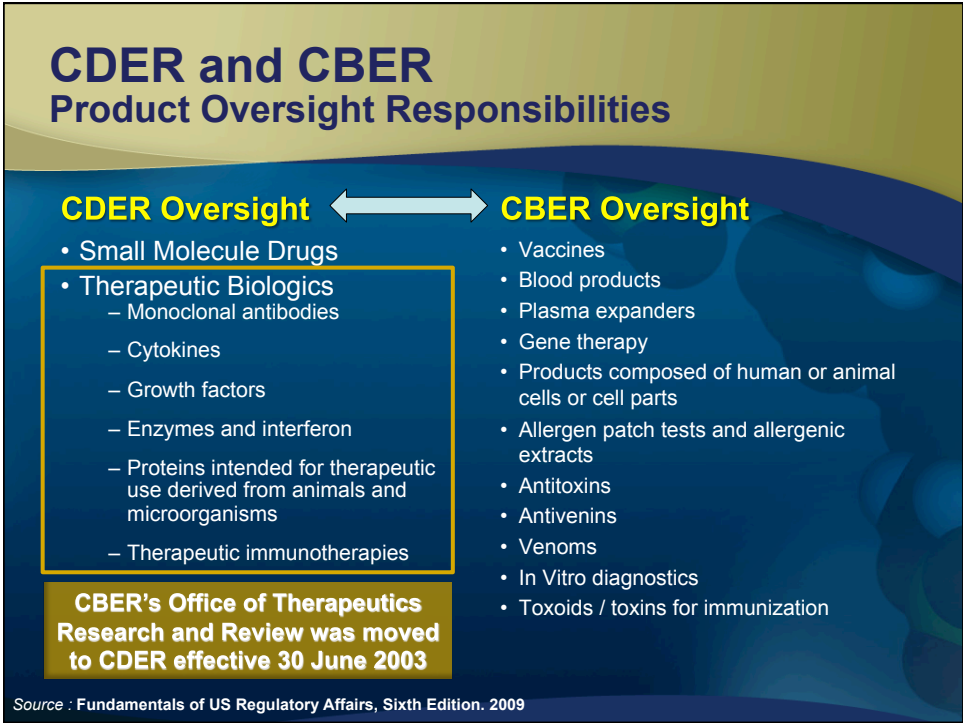 CDER and CBER
Product Oversight Responsibilities
CDER Oversight
• Small Molecule Drugs
• Therapeutic Biologics
– Monoclonal antibodies
– Cytokines
– Growth factors
– Enzymes and interferon
– Proteins intended for therapeutic
use derived from animals and
microorganisms
– Therapeutic immunotherapies
CBER's Office of Therapeutics
Research and Review was moved
to CDER effective 30 June 2003
CBER Oversight
• Vaccines
• Blood products
• Plasma expanders
• Gene therapy
• Products composed of human or animal
cells or cell parts
• Allergen patch tests and allergenic
extracts
• Antitoxins
• Antivenins
• Venoms
• In Vitro diagnostics
• Toxoids / toxins for immunization
Source : Fundamentals of US Regulatory Affairs, Sixth Edition. 2009